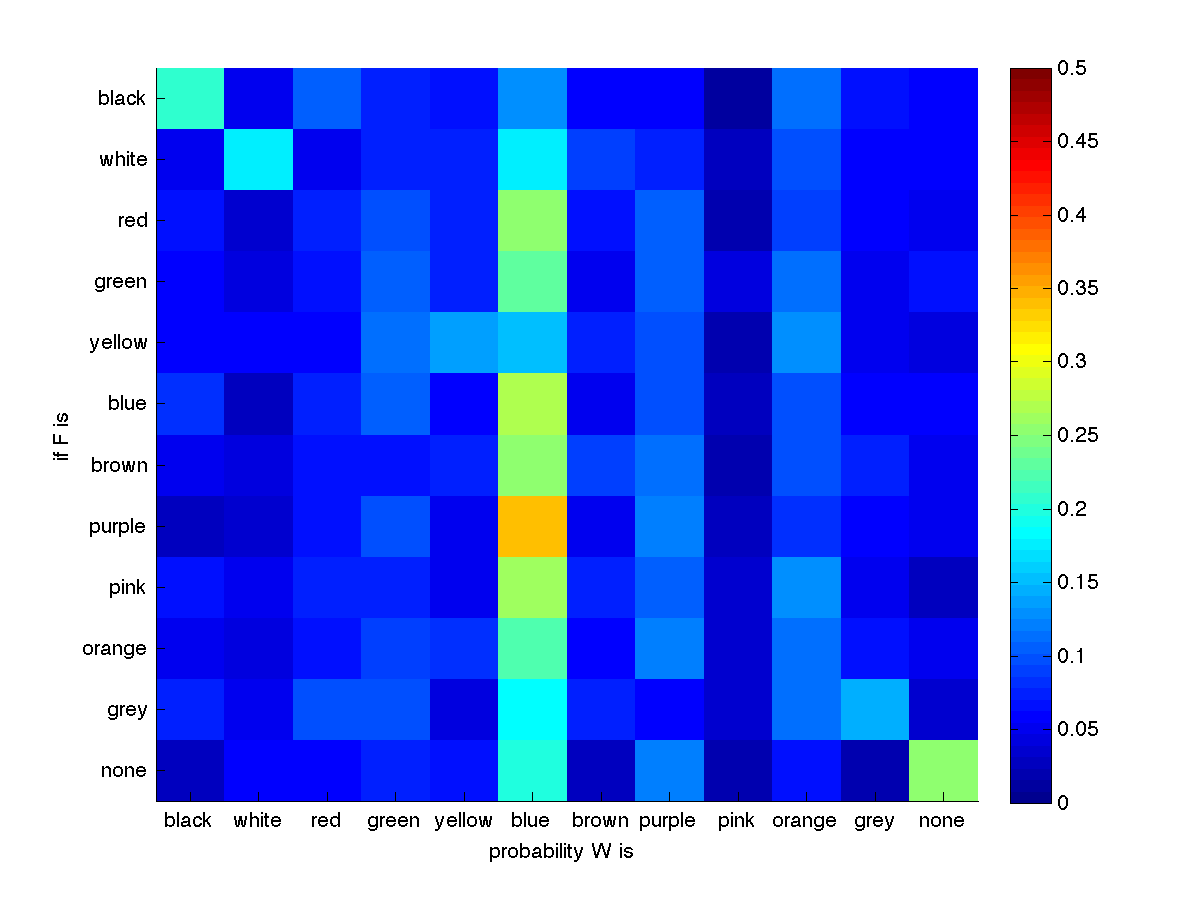 black
white
red
green
yellow
blue
brown
purple
pink
orange
grey
none
if F is
black white red green yellow blue brown purple pink orange grey none
probability W is
0.5
0.45
0.4
0.35
0.3
0.25
0.2
0.15
0.1
0.05
0